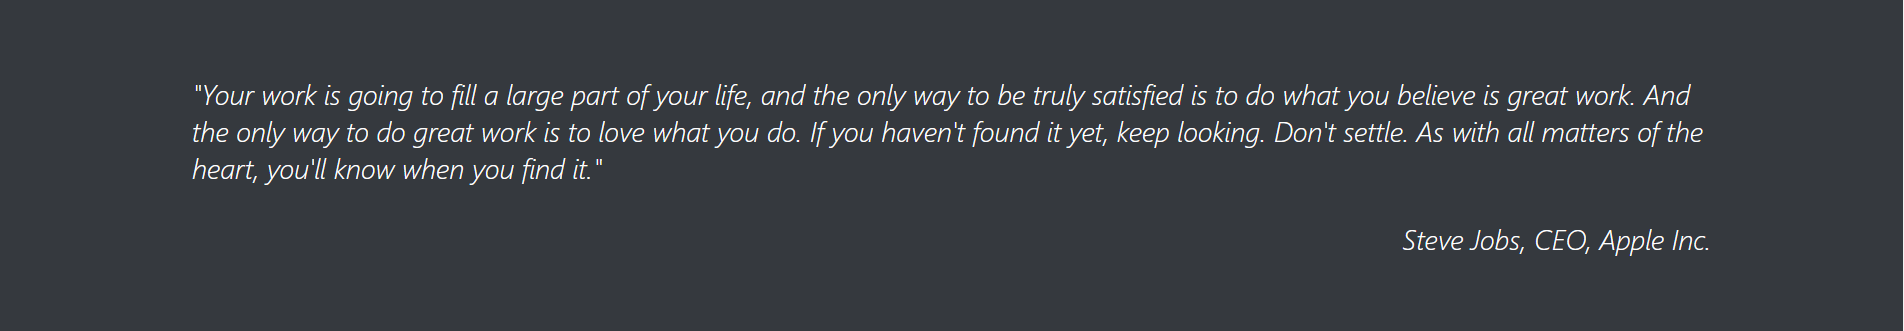 "Your work is going to fill a large part of your life, and the only way to be truly satisfied is to do what you believe is great work. And
the only way to do great work is to love what you do. If you haven't found it yet, keep looking. Don't settle. As with all matters of the
heart, you'll know when you find it."
Steve Jobs, CEO, Apple Inc.